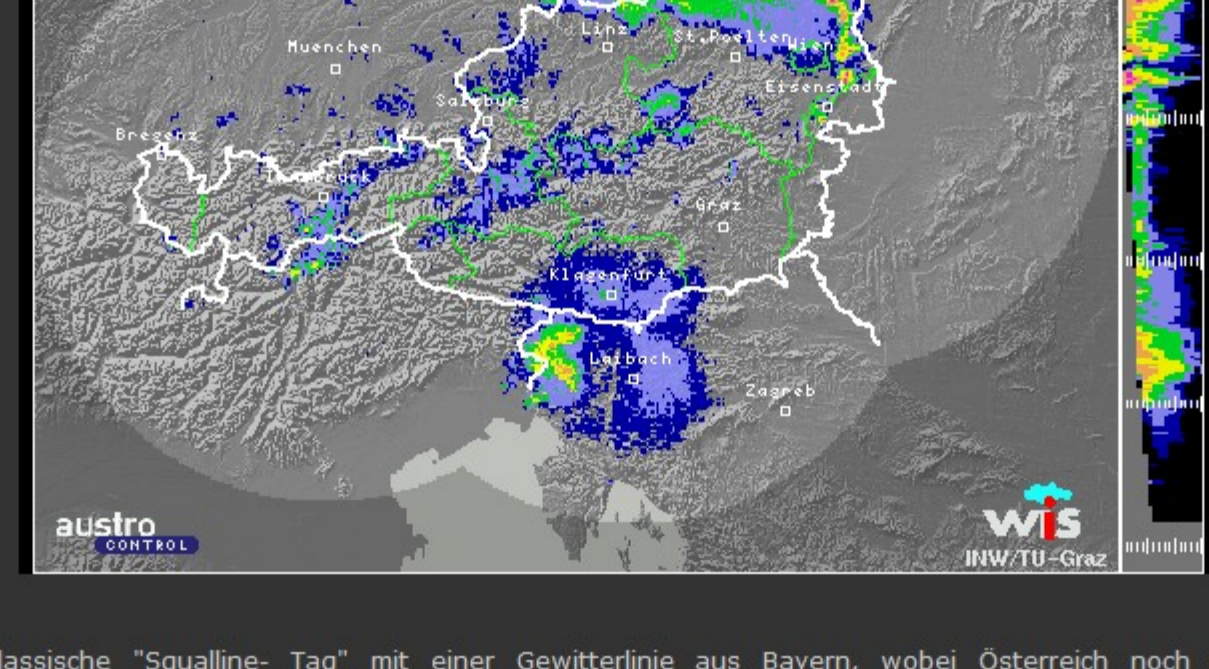 Linz
St.Poelten
Wien
Muenchen
Eisenstadt
Salzburg
Bregenz
Graz
Klagenfurt
Laibach
Zagreb
austro
CONTROL
wis
INW/TU-Graz
lassische "Squalline- Tag" mit einer Gewitterlinie aus Bayern, wobei Österreich noch